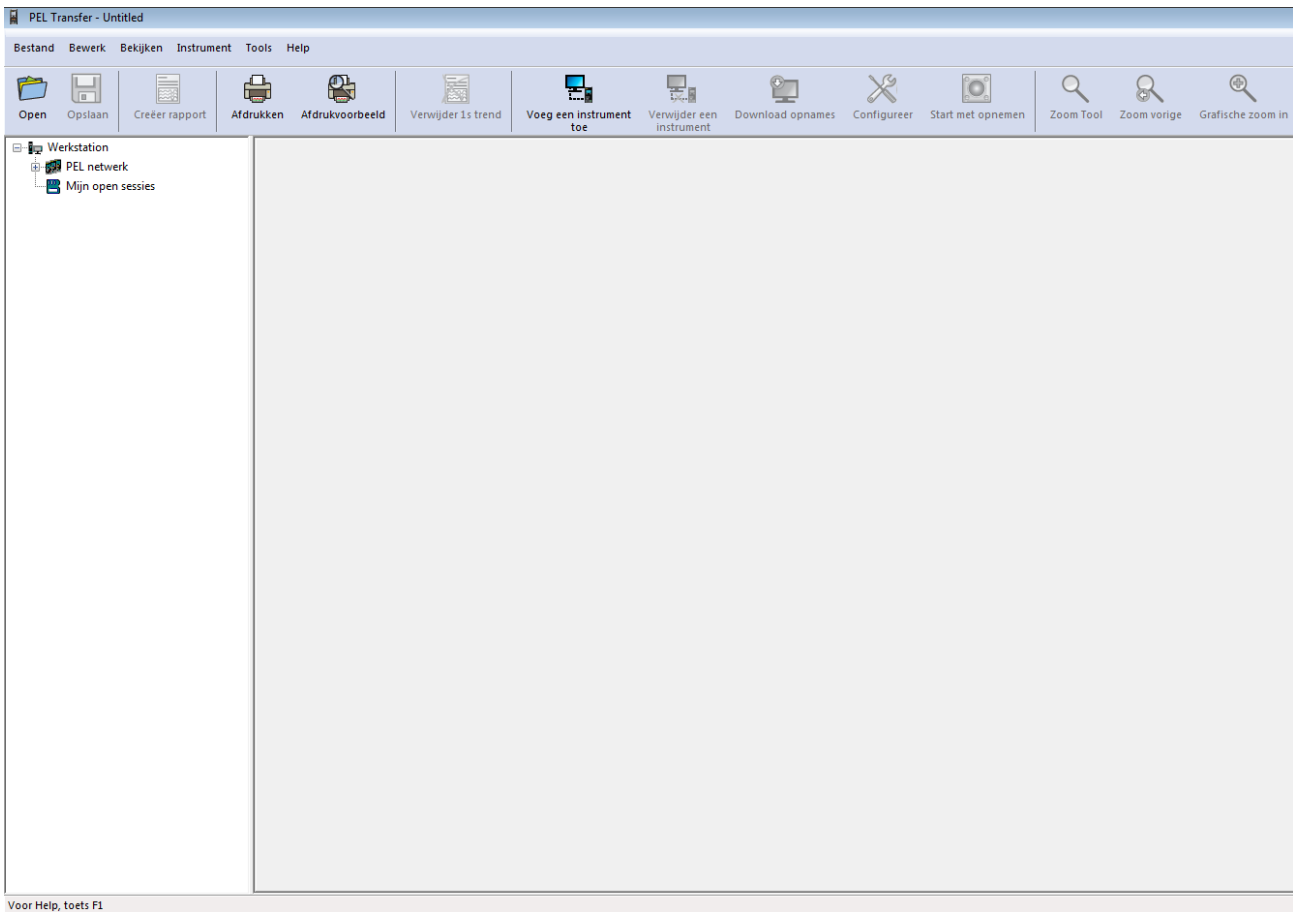 PEL Transfer - Untitled
Bestand Bewerk Bekijken Instrument Tools Help
Open Opslaan Creëer rapport Afdrukken Afdrukvoorbeeld Verwijder 1s trend Voeg een instrument toe Verwijder een instrument Download opnames Configureer Start met opnemen Zoom Tool Zoom vorige Grafische zoom in
Werkstation
PEL netwerk
Mijn open sessies
Voor Help, toets F1